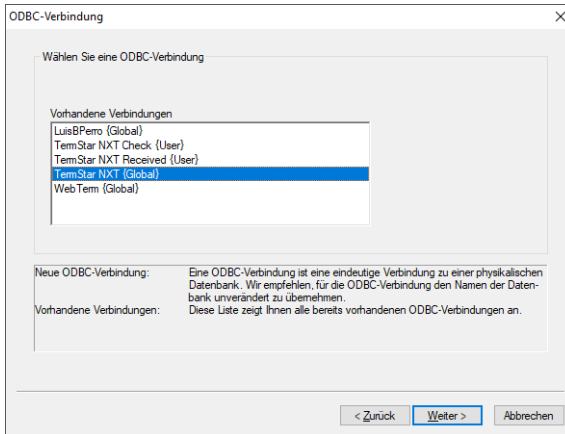 ODBC-Verbindung
Wählen Sie eine ODBC-Verbindung
Vorhandene Verbindungen
LuisBPerro {Global}
TermStar NXT Check {User}
TermStar NXT Received {User}
TermStar NXT {Global}
WebTerm {Global}
Neue ODBC-Verbindung: Eine ODBC-Verbindung ist eine eindeutige Verbindung zu einer physikalischen
Datenbank. Wir empfehlen, für die ODBC-Verbindung den Namen der Daten-
bank unverändert zu übernehmen.
Vorhandene Verbindungen: Diese Liste zeigt Ihnen alle bereits vorhandenen ODBC-Verbindungen an.
< Zurück Weiter > Abbrechen